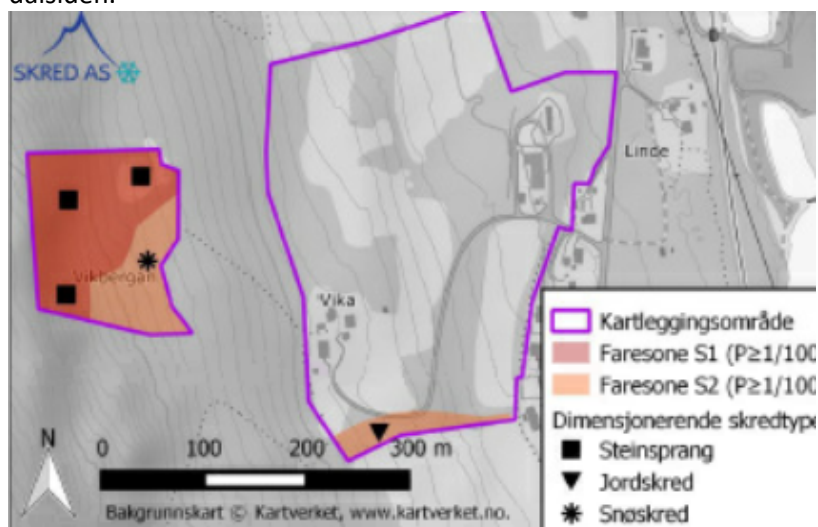 dalsiden.
SKRED AS
Linde
Vikbergan
Vika
Kartleggingsområde
Faresone S1 (P≥1/100
Faresone S2 (P≥1/100
Dimensjonerende skredtype
Steinsprang
Jordskred
Snøskred
N
0 100 200 300 m
Bakgrunnskart © Kartverket, www.kartverket.no.